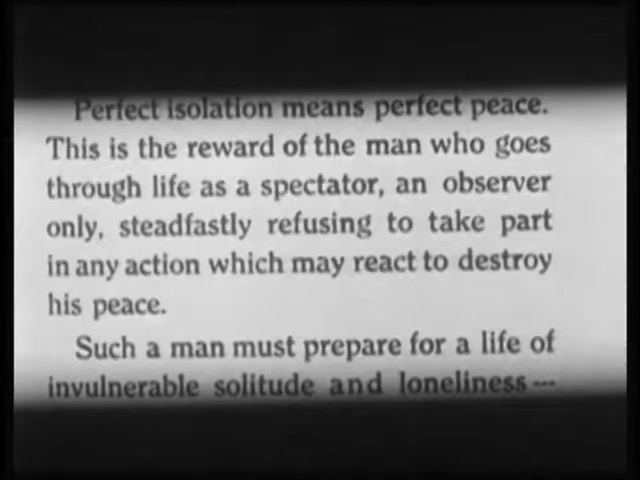 Perfect isolation means perfect peace.
This is the reward of the man who goes
through life as a spectator, an observer
only, steadfastly refusing to take part
in any action which may react to destroy
his peace.
Such a man must prepare for a life of
invulnerable solitude and loneliness---